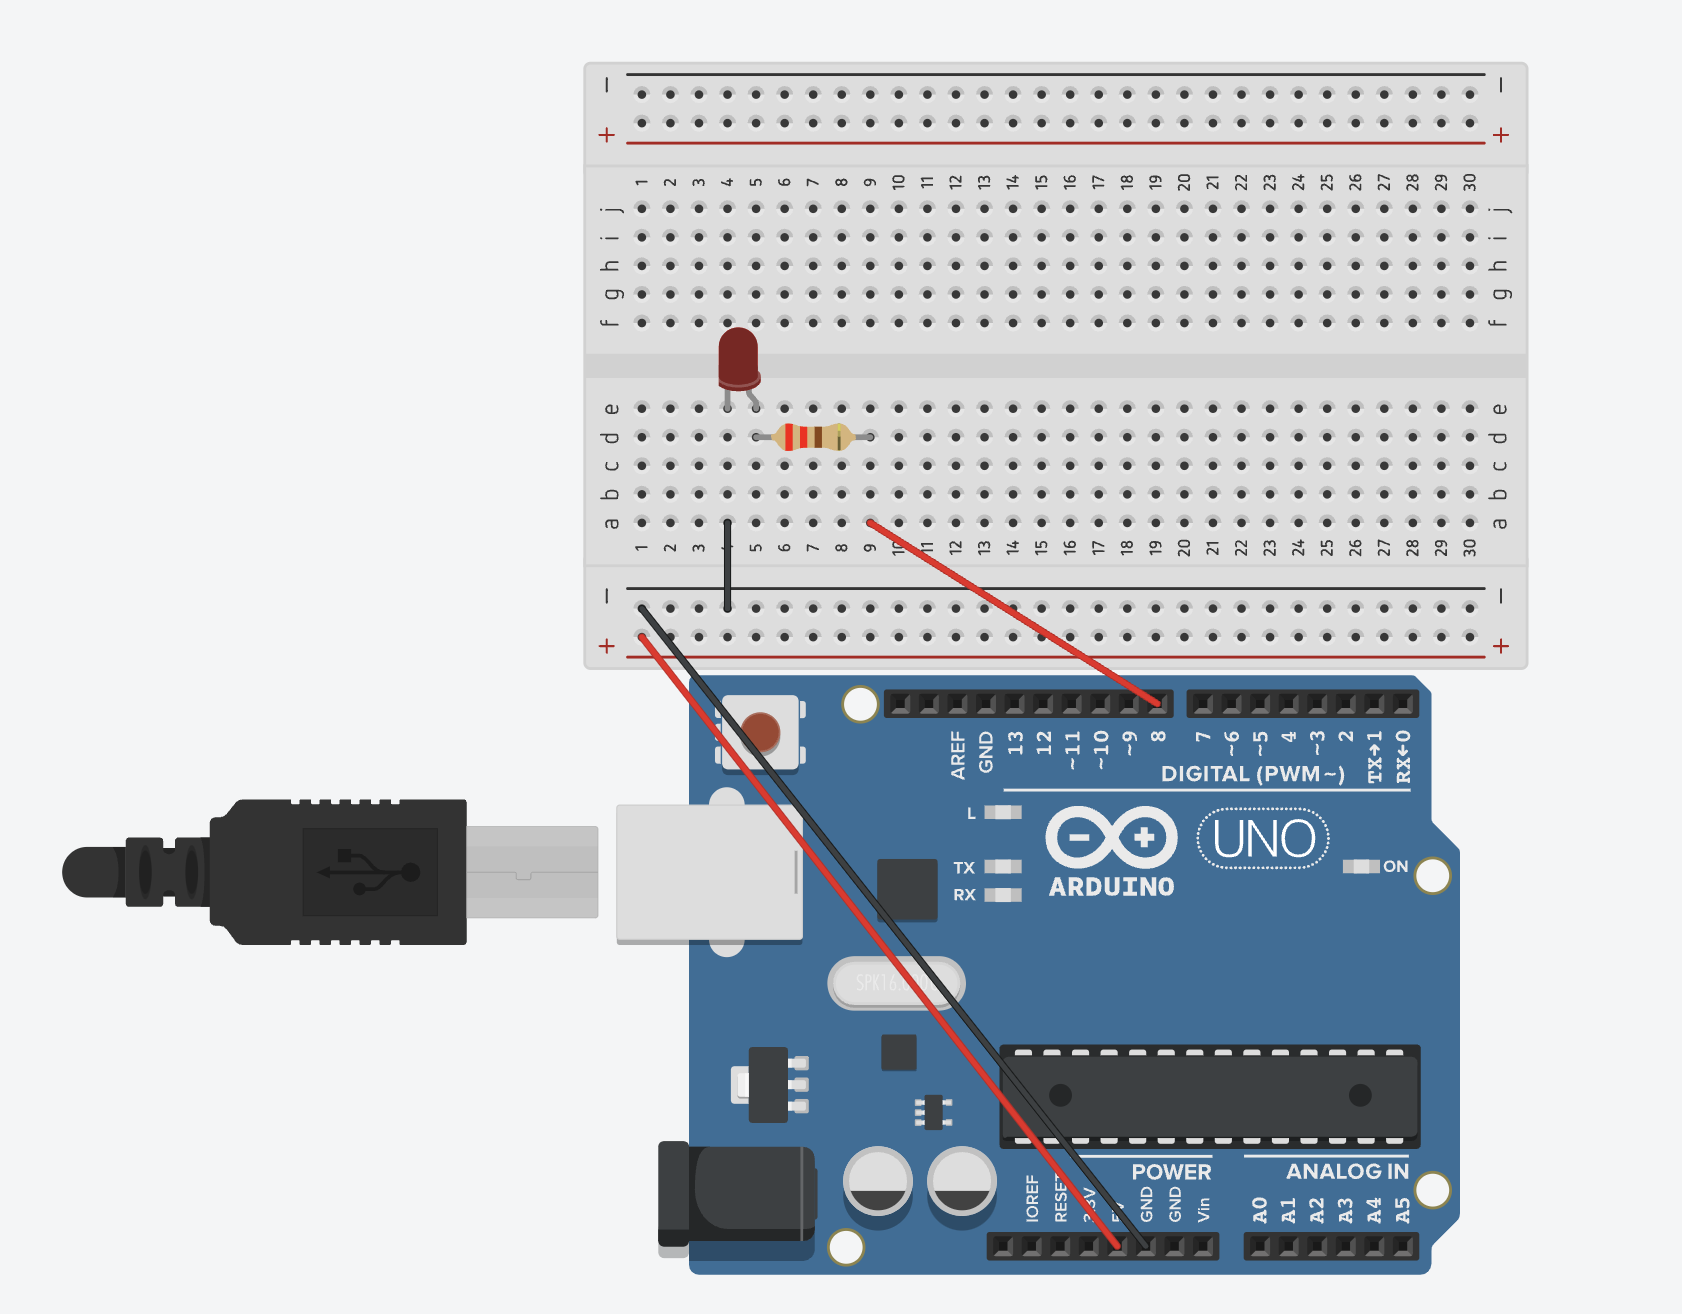 − −
+ +
1 2 3 4 5 6 7 8 9 10 11 12 13 14 15 16 17 18 19 20 21 22 23 24 25 26 27 28 29 30
j j
i i
h h
g g
f f
e e
d d
c c
b b
a a
1 2 3 4 5 6 7 8 9 10 11 12 13 14 15 16 17 18 19 20 21 22 23 24 25 26 27 28 29 30
− −
+ +
AREF GND 13 12 ~11 ~10 ~9 8 7 ~6 ~5 4 ~3 2 TX→1 RX←0
DIGITAL (PWM~)
L
UNO
TX
RX
ON
ARDUINO
POWER
ANALOG IN
IOREF RESET 3.3V 5V GND GND Vin A0 A1 A2 A3 A4 A5